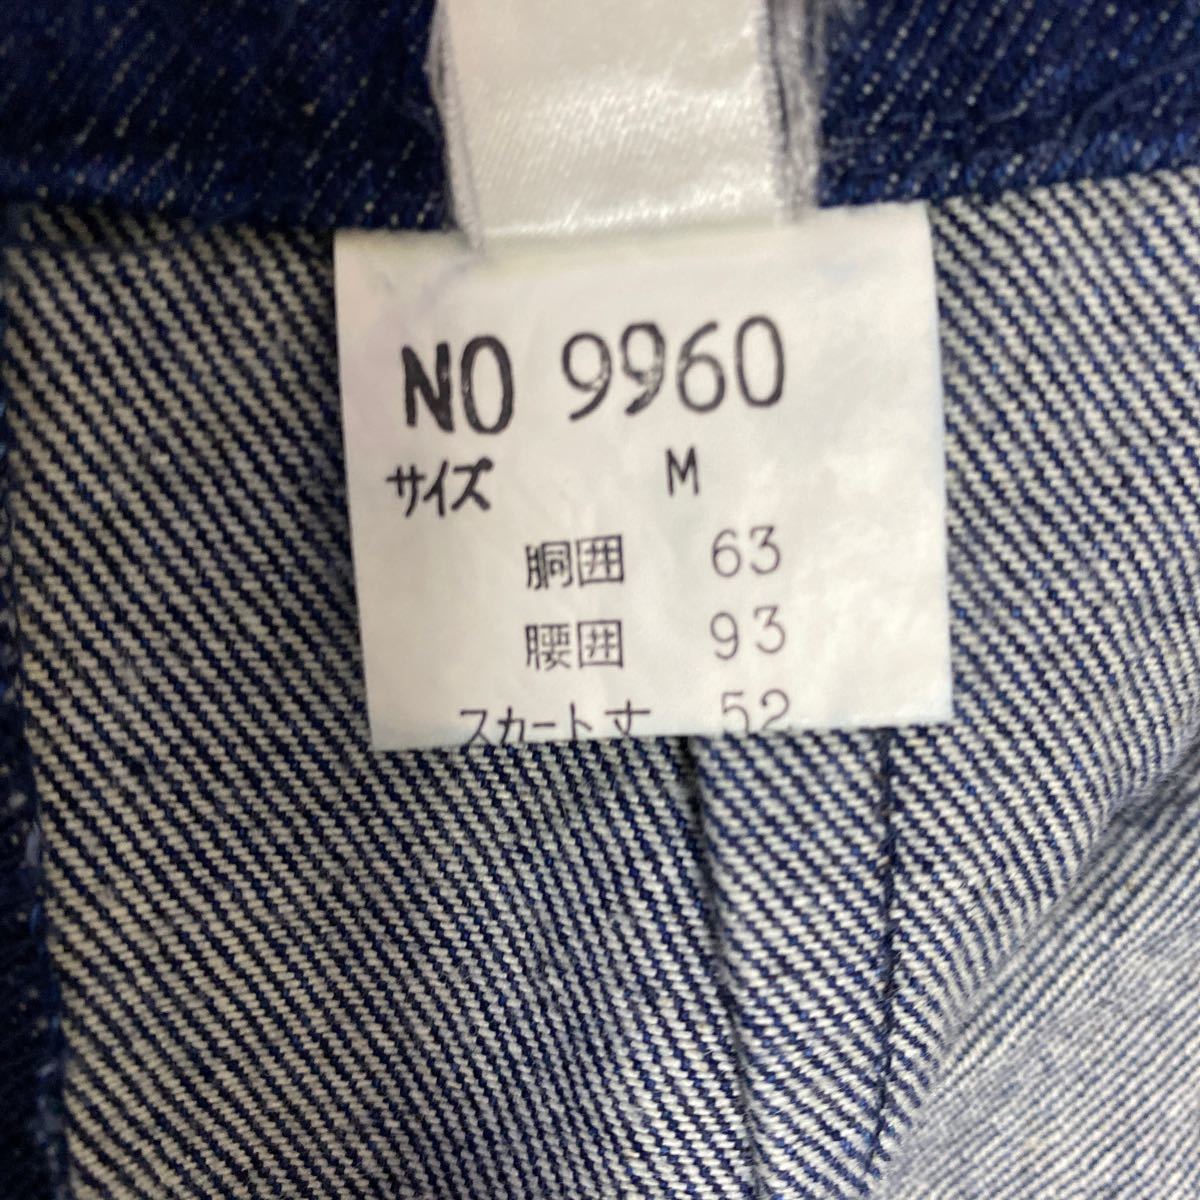 NO 9960
サイズ M
胴囲 63
腰囲 93
スカート丈 52